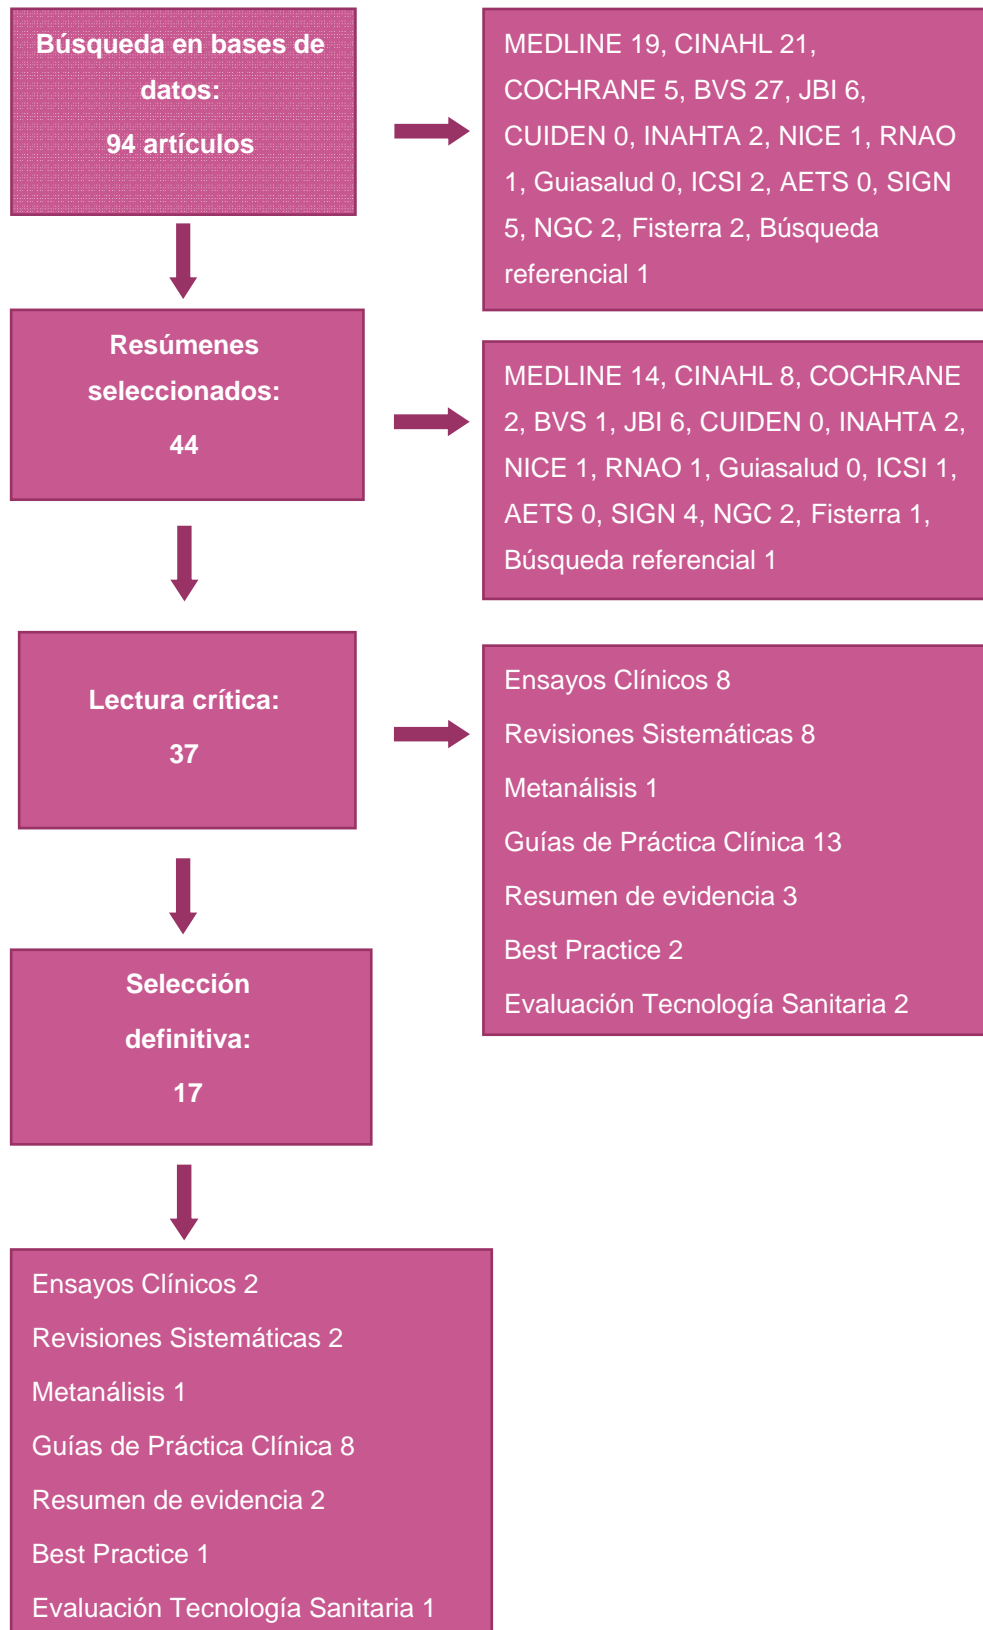 Búsqueda en bases de
datos:
94 artículos
MEDLINE 19, CINAHL 21,
COCHRANE 5, BVS 27, JBI 6,
CUIDEN 0, INAHTA 2, NICE 1, RNAO
1, Guiasalud 0, ICSI 2, AETS 0, SIGN
5, NGC 2, Fisterra 2, Búsqueda
referencial 1
Resúmenes
seleccionados:
44
MEDLINE 14, CINAHL 8, COCHRANE
2, BVS 1, JBI 6, CUIDEN 0, INAHTA 2,
NICE 1, RNAO 1, Guiasalud 0, ICSI 1,
AETS 0, SIGN 4, NGC 2, Fisterra 1,
Búsqueda referencial 1
Lectura crítica:
37
Ensayos Clínicos 8
Revisiones Sistemáticas 8
Metanálisis 1
Guías de Práctica Clínica 13
Resumen de evidencia 3
Best Practice 2
Evaluación Tecnología Sanitaria 2
Selección
definitiva:
17
Ensayos Clínicos 2
Revisiones Sistemáticas 2
Metanálisis 1
Guías de Práctica Clínica 8
Resumen de evidencia 2
Best Practice 1
Evaluación Tecnología Sanitaria 1